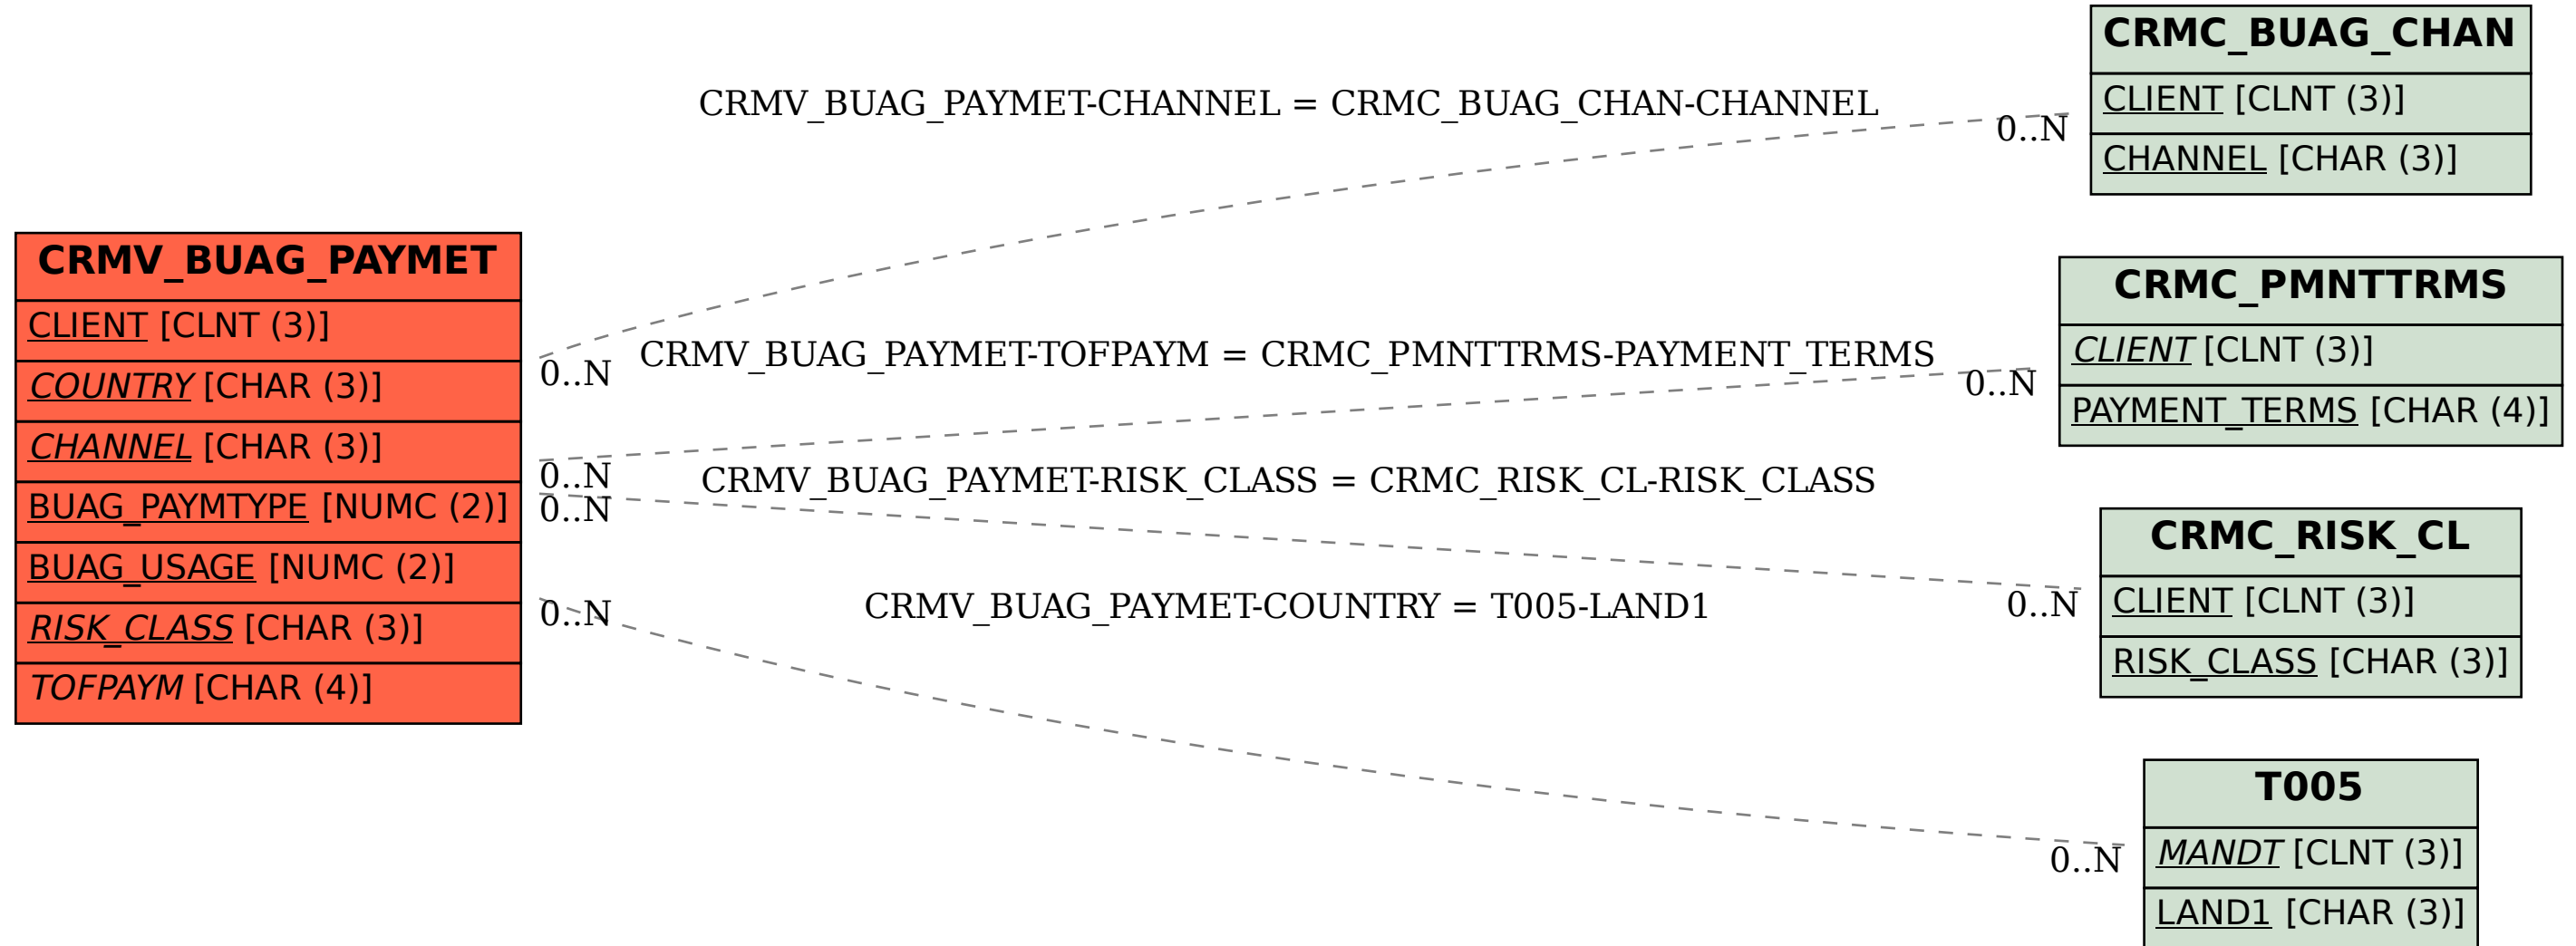 CRMV_BUAG_PAYMET
CLIENT [CLNT (3)]
COUNTRY [CHAR (3)]
CHANNEL [CHAR (3)]
BUAG_PAYMTYPE [NUMC (2)]
BUAG_USAGE [NUMC (2)]
RISK_CLASS [CHAR (3)]
TOFPAYM [CHAR (4)]
CRMV_BUAG_PAYMET-CHANNEL = CRMC_BUAG_CHAN-CHANNEL
0..N
0..N
CRMV_BUAG_PAYMET-TOFPAYM = CRMC_PMNTTRMS-PAYMENT_TERMS
0..N
0..N
CRMV_BUAG_PAYMET-RISK_CLASS = CRMC_RISK_CL-RISK_CLASS
0..N
0..N
CRMV_BUAG_PAYMET-COUNTRY = T005-LAND1
0..N
0..N
CRMC_BUAG_CHAN
CLIENT [CLNT (3)]
CHANNEL [CHAR (3)]
CRMC_PMNTTRMS
CLIENT [CLNT (3)]
PAYMENT_TERMS [CHAR (4)]
CRMC_RISK_CL
CLIENT [CLNT (3)]
RISK_CLASS [CHAR (3)]
T005
MANDT [CLNT (3)]
LAND1 [CHAR (3)]